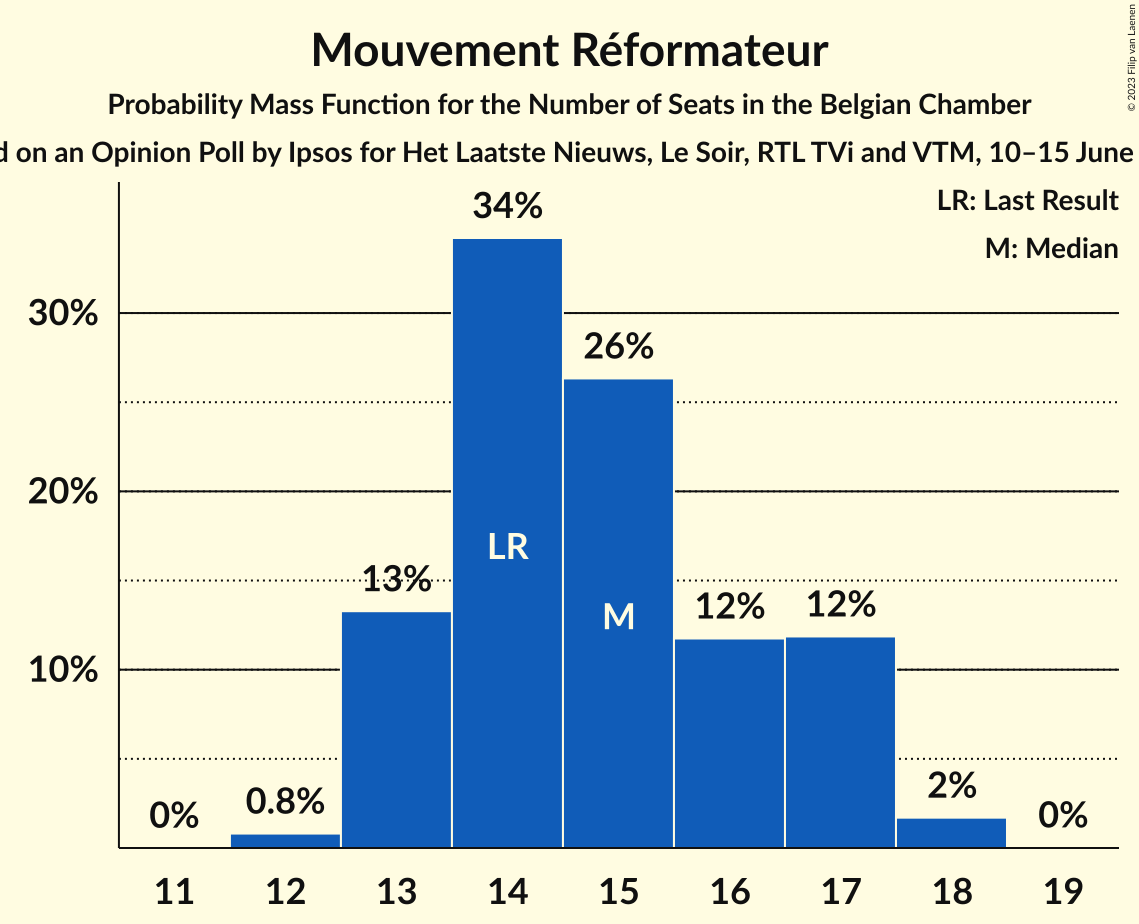 Mouvement Réformateur
Probability Mass Function for the Number of Seats in the Belgian Chamber
on an Opinion Poll by Ipsos for Het Laatste Nieuws, Le Soir, RTL TVi and VTM, 10–15 June
© 2023 Filip van Laenen
LR: Last Result
M: Median
34%
30%
26%
20%
LR
13%
M
12%
12%
10%
2%
0.8%
0%
0%
11 12 13 14 15 16 17 18 19